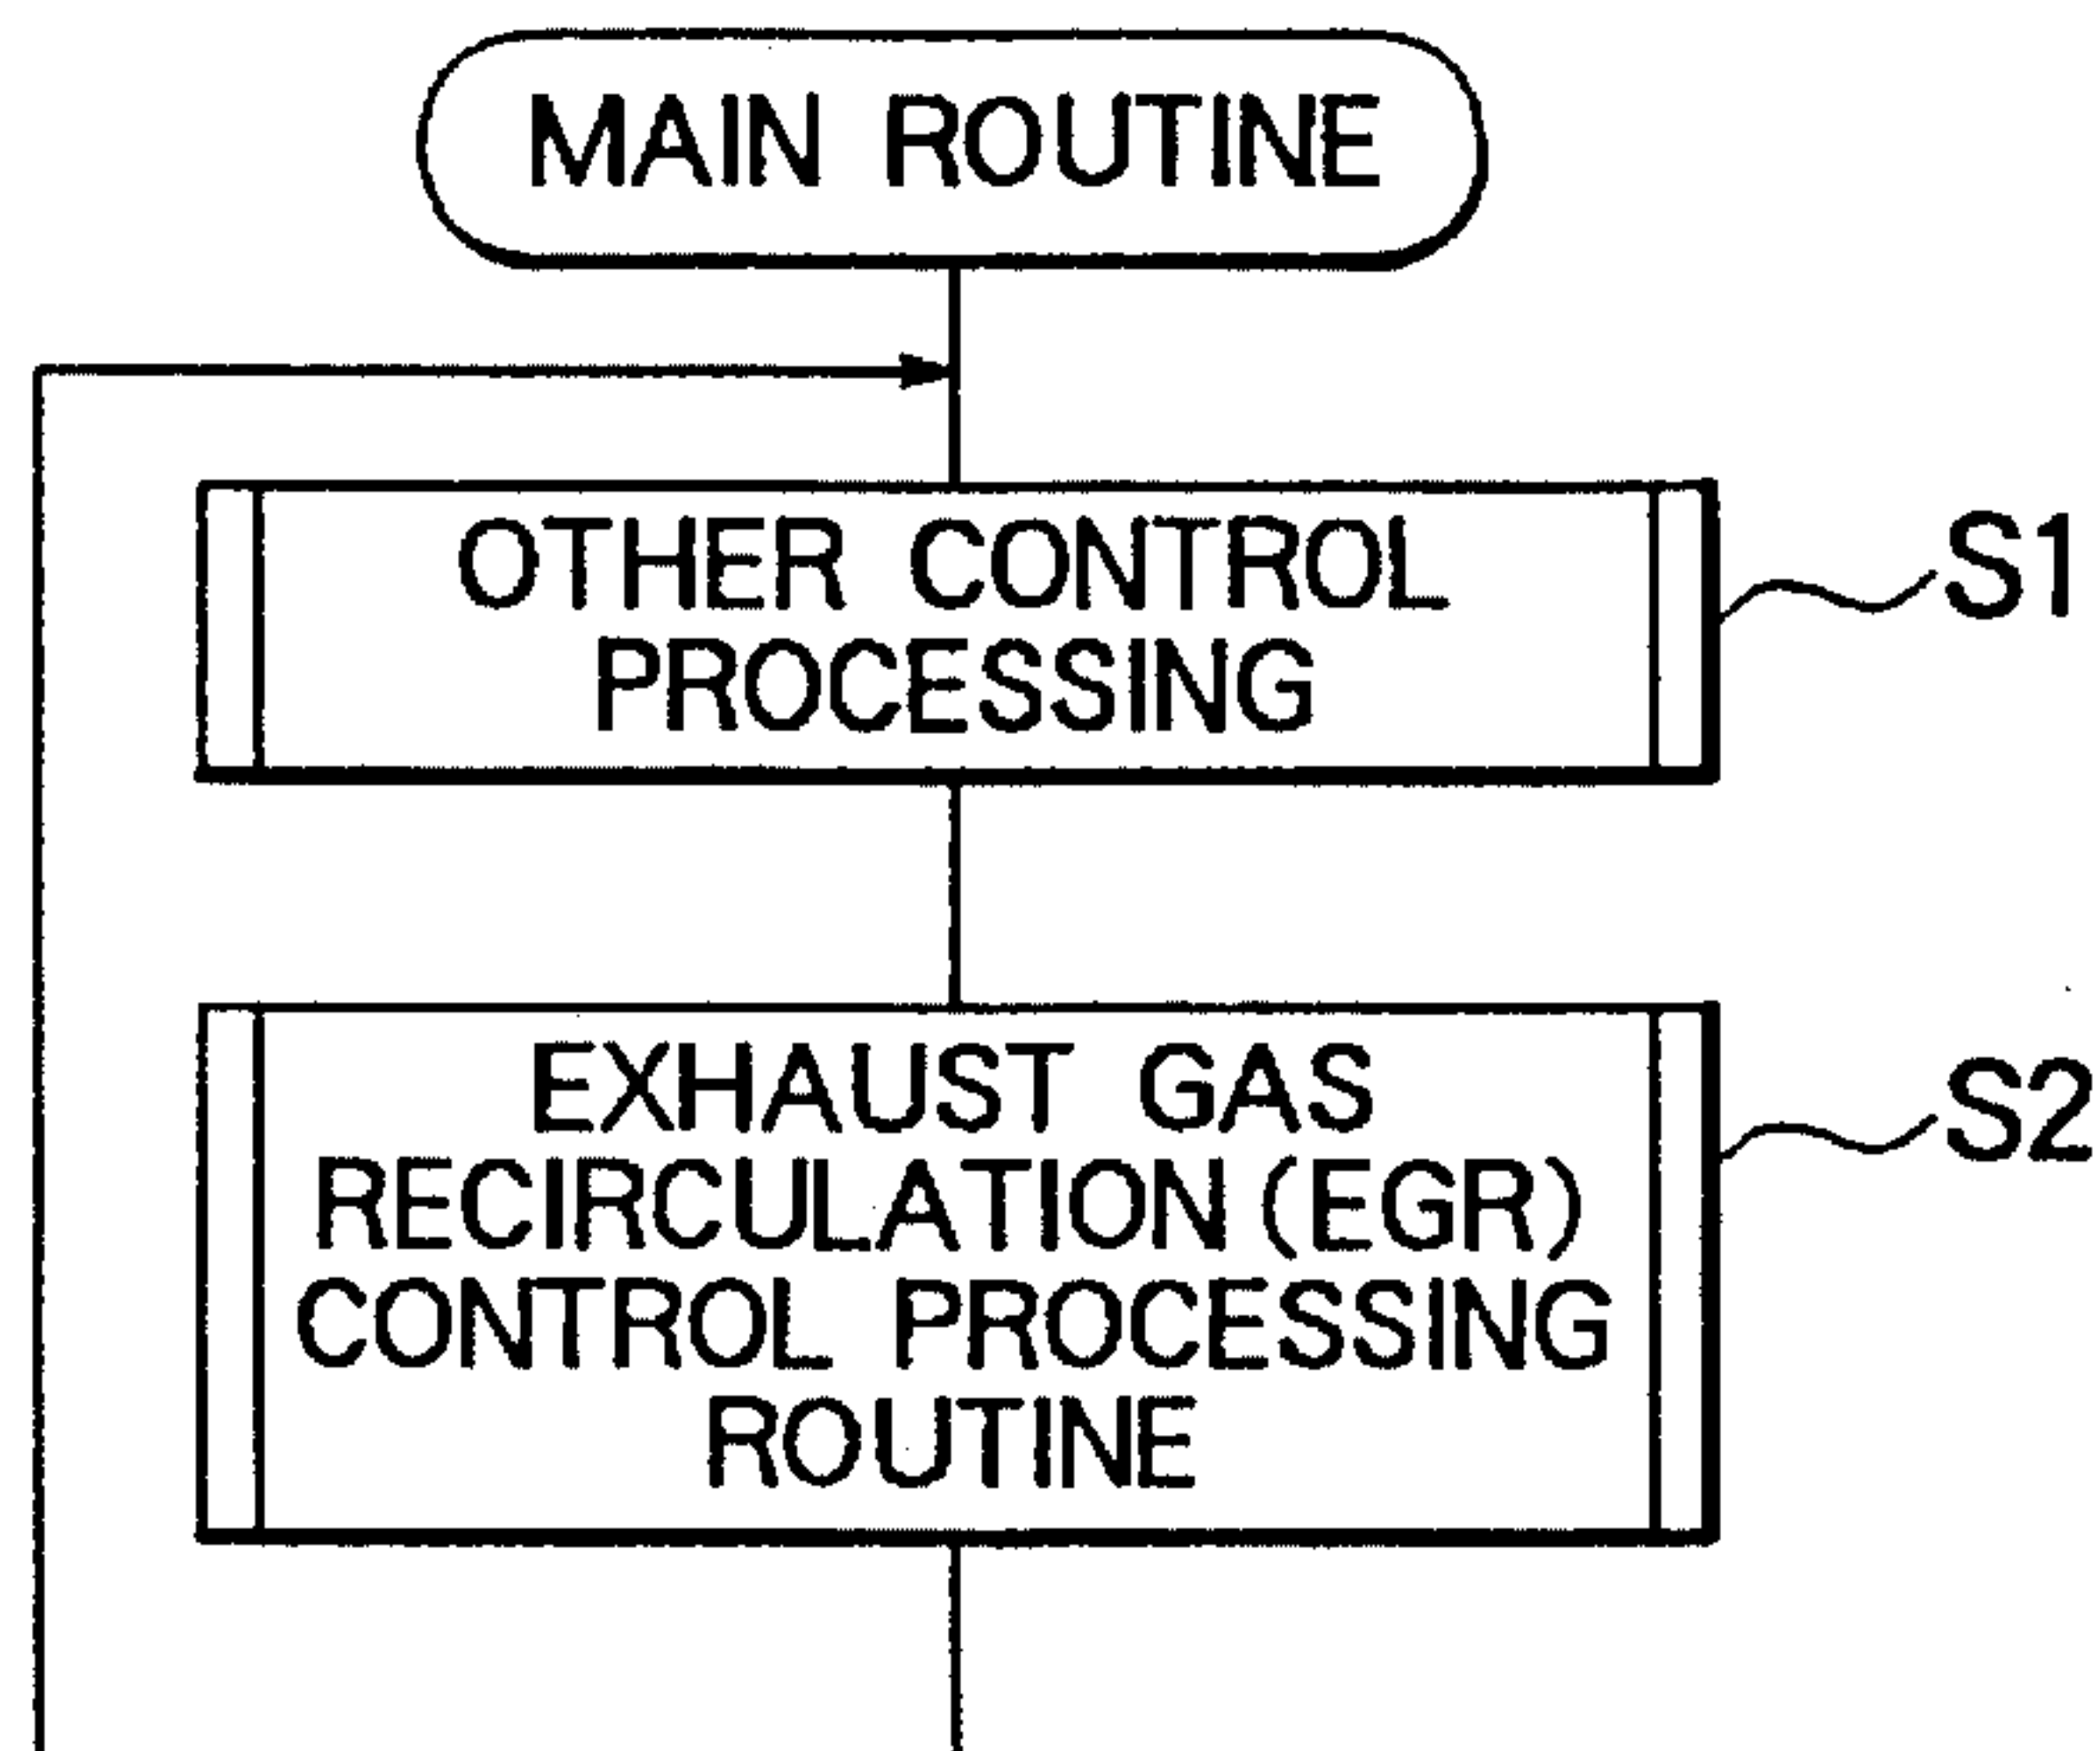 MAIN ROUTINE
OTHER CONTROL
PROCESSING
S1
EXHAUST GAS
RECIRCULATION (EGR)
CONTROL PROCESSING
ROUTINE
S2